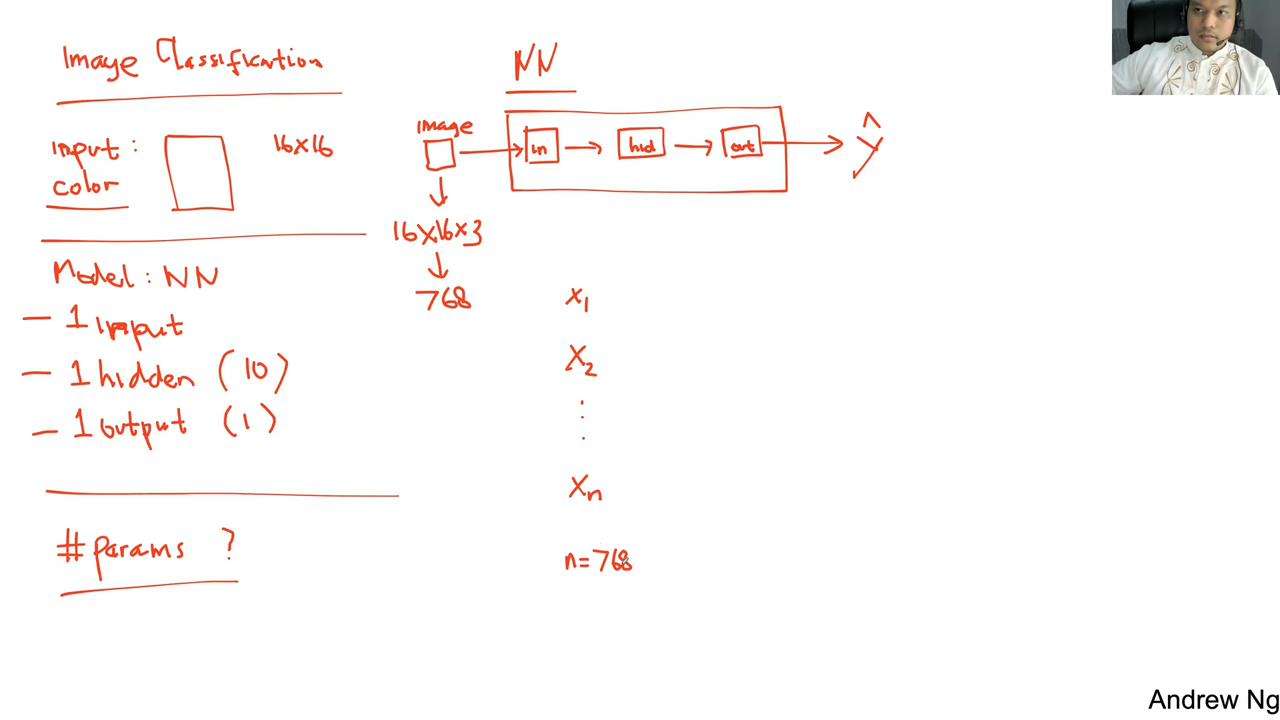 Image Classification
input :
color
16x16
Model : NN
- 1 input
- 1 hidden (10)
- 1 output (1)
# params ?
NN
image
in
hid
out
ŷ
16x16x3
768
x1
x2
⋮
xn
n=768
Andrew Ng